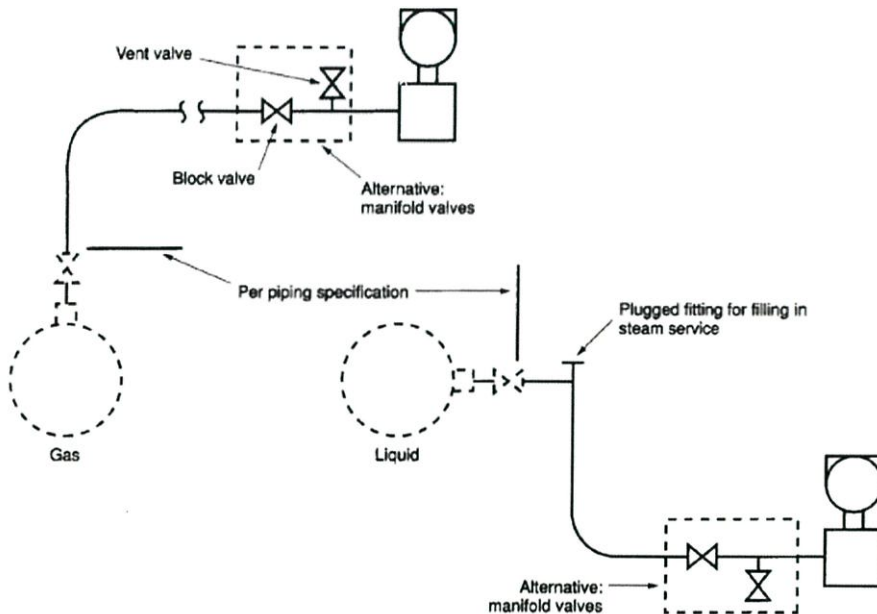 Vent valve
Block valve
Alternative:
manifold valves
Per piping specification
Plugged fitting for filling in
steam service
Gas
Liquid
Alternative:
manifold valves